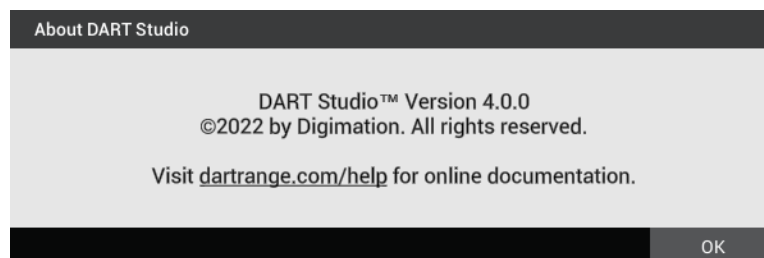 About DART Studio
DART Studio™ Version 4.0.0
©2022 by Digimation. All rights reserved.
Visit dartrange.com/help for online documentation.
OK